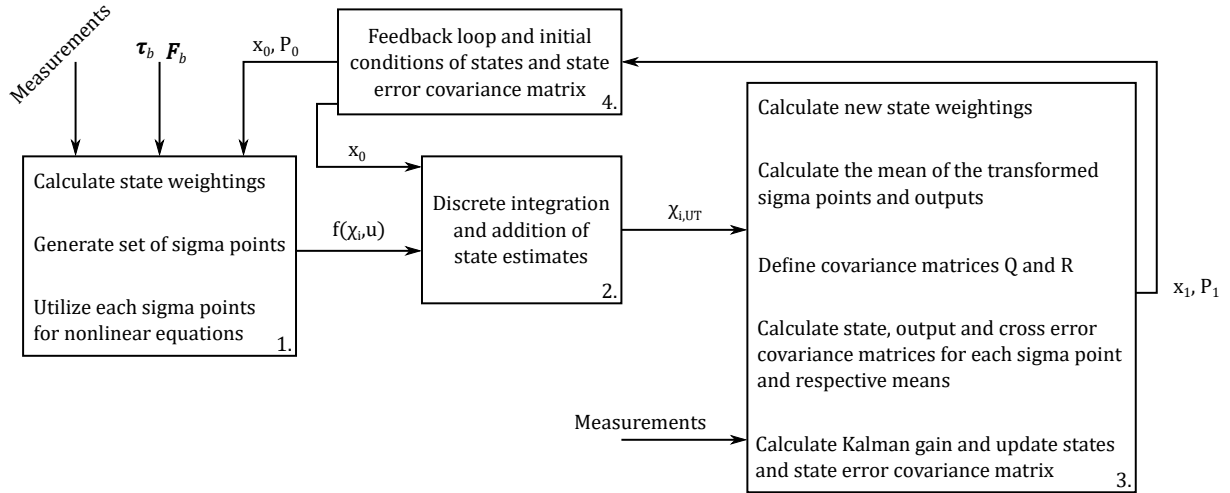 Measurements
τb Fb
x0, P0
Feedback loop and initial
conditions of states and state
error covariance matrix
4.
x0
Calculate state weightings
Generate set of sigma points
Utilize each sigma points
for nonlinear equations
1.
f(χi,u)
Discrete integration
and addition of
state estimates
2.
χi,UT
Calculate new state weightings
Calculate the mean of the transformed
sigma points and outputs
Define covariance matrices Q and R
Calculate state, output and cross error
covariance matrices for each sigma point
and respective means
Calculate Kalman gain and update states
and state error covariance matrix
3.
Measurements
x1, P1